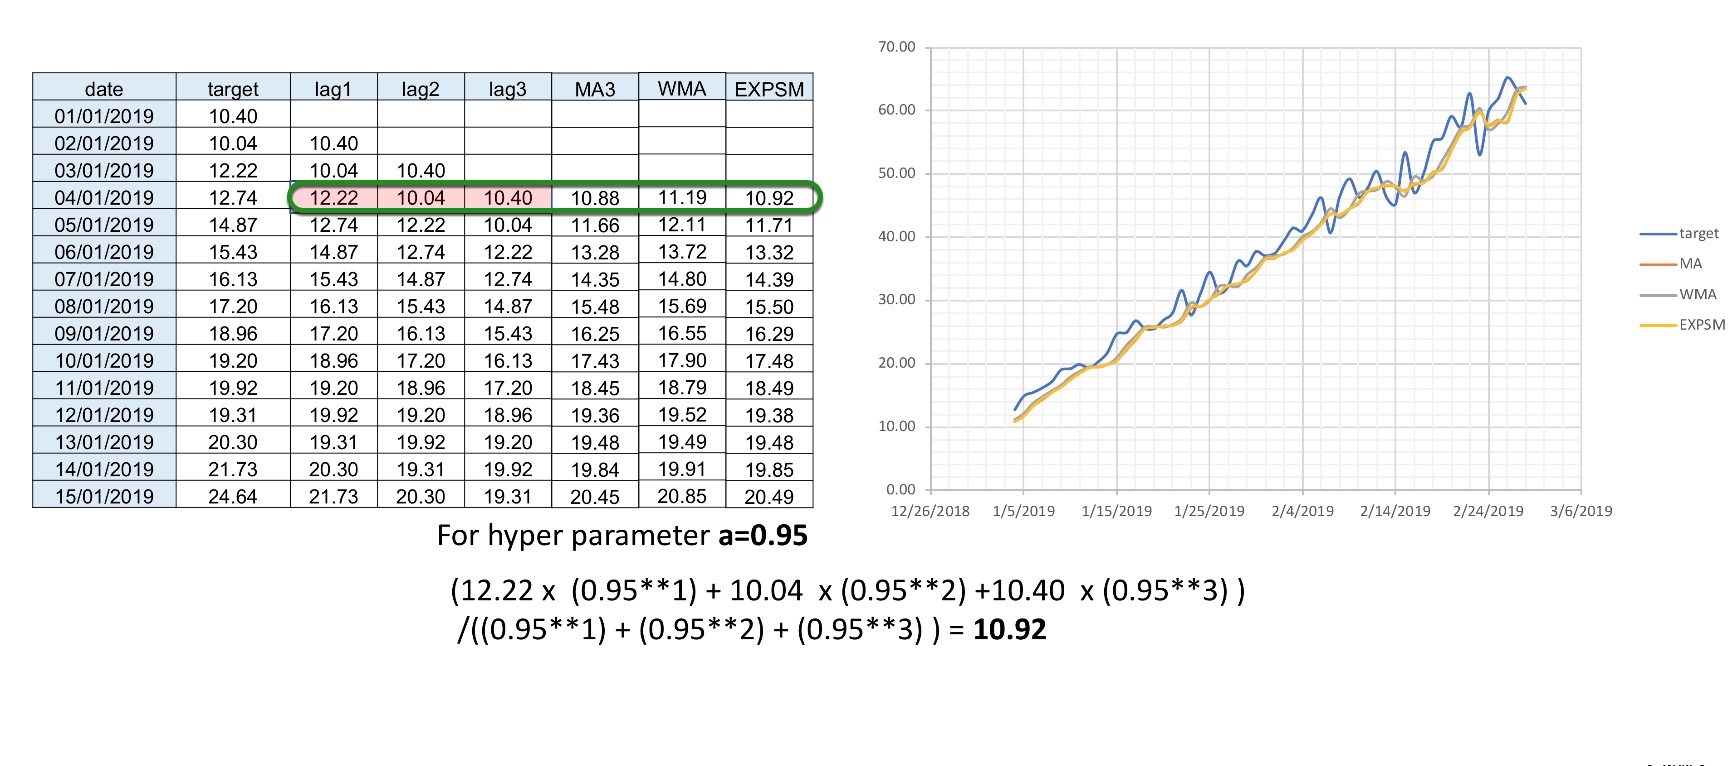 date target lag1 lag2 lag3 MA3 WMA EXPSM
01/01/2019 10.40
02/01/2019 10.04 10.40
03/01/2019 12.22 10.04 10.40
04/01/2019 12.74 12.22 10.04 10.40 10.88 11.19 10.92
05/01/2019 14.87 12.74 12.22 10.04 11.66 12.11 11.71
06/01/2019 15.43 14.87 12.74 12.22 13.28 13.72 13.32
07/01/2019 16.13 15.43 14.87 12.74 14.35 14.80 14.39
08/01/2019 17.20 16.13 15.43 14.87 15.48 15.69 15.50
09/01/2019 18.96 17.20 16.13 15.43 16.25 16.55 16.29
10/01/2019 19.20 18.96 17.20 16.13 17.43 17.90 17.48
11/01/2019 19.92 19.20 18.96 17.20 18.45 18.79 18.49
12/01/2019 19.31 19.92 19.20 18.96 19.36 19.52 19.38
13/01/2019 20.30 19.31 19.92 19.20 19.48 19.49 19.48
14/01/2019 21.73 20.30 19.31 19.92 19.84 19.91 19.85
15/01/2019 24.64 21.73 20.30 19.31 20.45 20.85 20.49
70.00
60.00
50.00
40.00
30.00
20.00
10.00
0.00
12/26/2018 1/5/2019 1/15/2019 1/25/2019 2/4/2019 2/14/2019 2/24/2019 3/6/2019
target
MA
WMA
EXPSM
For hyper parameter a=0.95
(12.22 x (0.95**1) + 10.04 x (0.95**2) +10.40 x (0.95**3) )
/((0.95**1) + (0.95**2) + (0.95**3) ) = 10.92